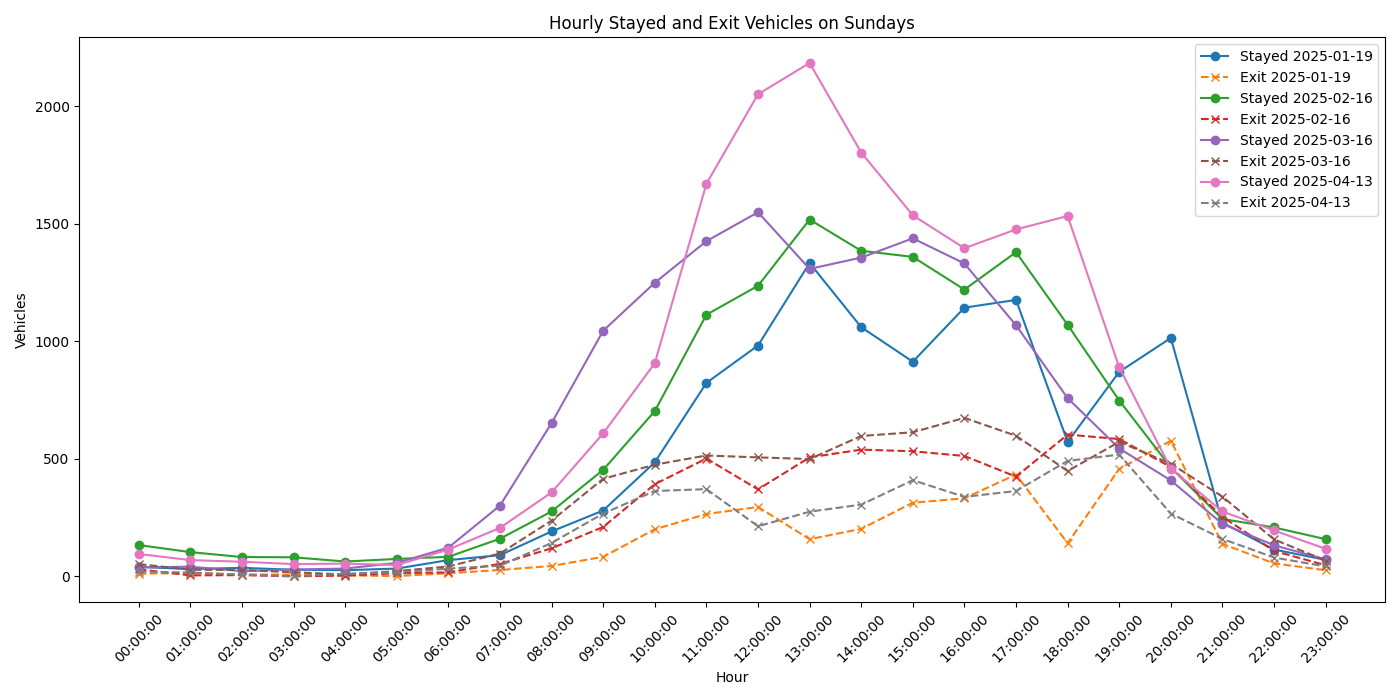 Hourly Stayed and Exit Vehicles on Sundays
Stayed 2025-01-19
Exit 2025-01-19
Stayed 2025-02-16
Exit 2025-02-16
Stayed 2025-03-16
Exit 2025-03-16
Stayed 2025-04-13
Exit 2025-04-13
Vehicles
2000
1500
1000
500
0
00:00:00
01:00:00
02:00:00
03:00:00
04:00:00
05:00:00
06:00:00
07:00:00
08:00:00
09:00:00
10:00:00
11:00:00
12:00:00
13:00:00
14:00:00
15:00:00
16:00:00
17:00:00
18:00:00
19:00:00
20:00:00
21:00:00
22:00:00
23:00:00
Hour